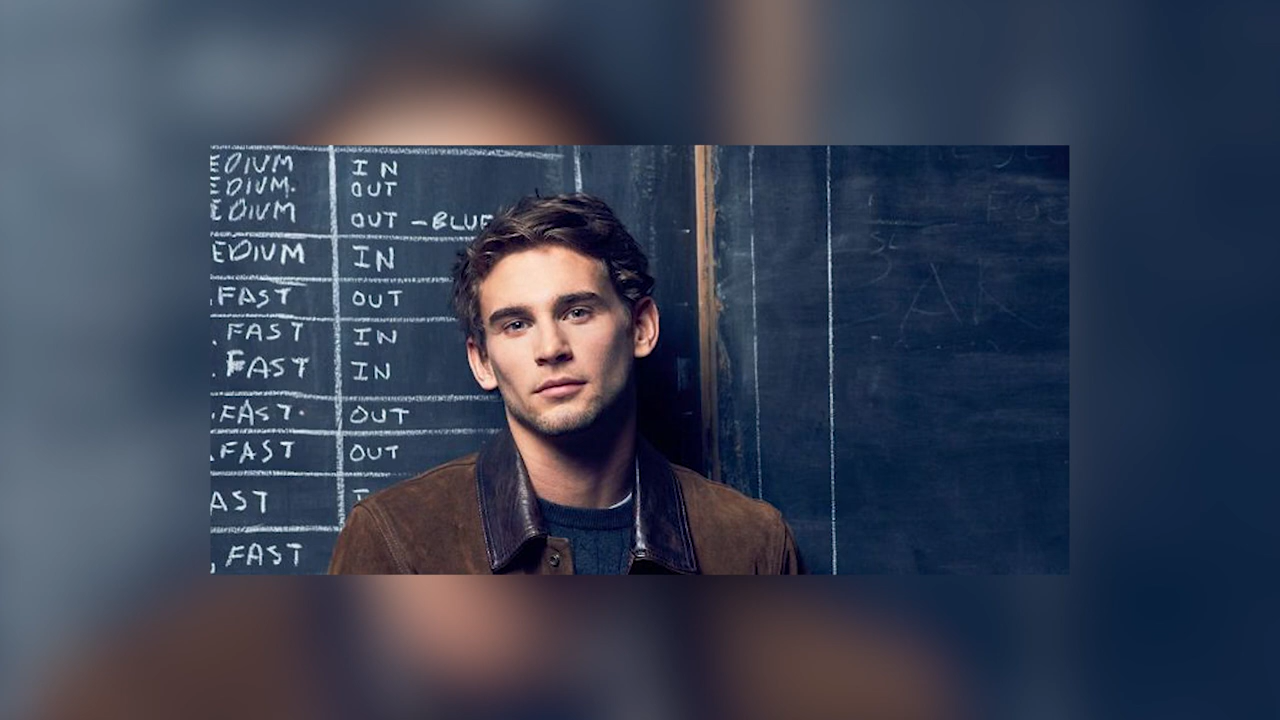 EDIUM IN
EDIUM. OUT
EDIUM OUT -BLUE
EDIUM IN
.FAST OUT
.FAST IN
.FAST IN
.FAST. OUT
.FAST OUT
AST
.FAST